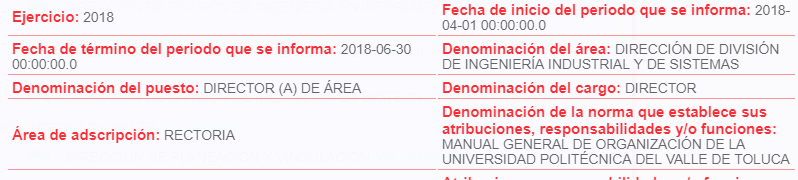 Ejercicio: 2018
Fecha de inicio del periodo que se informa: 2018-
04-01 00:00:00.0
Fecha de término del periodo que se informa: 2018-06-30
00:00:00.0
Denominación del área: DIRECCIÓN DE DIVISIÓN
DE INGENIERÍA INDUSTRIAL Y DE SISTEMAS
Denominación del puesto: DIRECTOR (A) DE ÁREA
Denominación del cargo: DIRECTOR
Área de adscripción: RECTORIA
Denominación de la norma que establece sus
atribuciones, responsabilidades y/o funciones:
MANUAL GENERAL DE ORGANIZACIÓN DE LA
UNIVERSIDAD POLITÉCNICA DEL VALLE DE TOLUCA